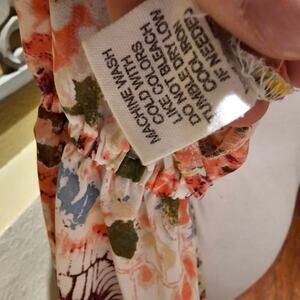 MACHINE WASH
COLD WITH
LIKE COLORS
DO NOT BLEACH
TUMBLE DRY LOW
COOL IRON
IF NEEDED